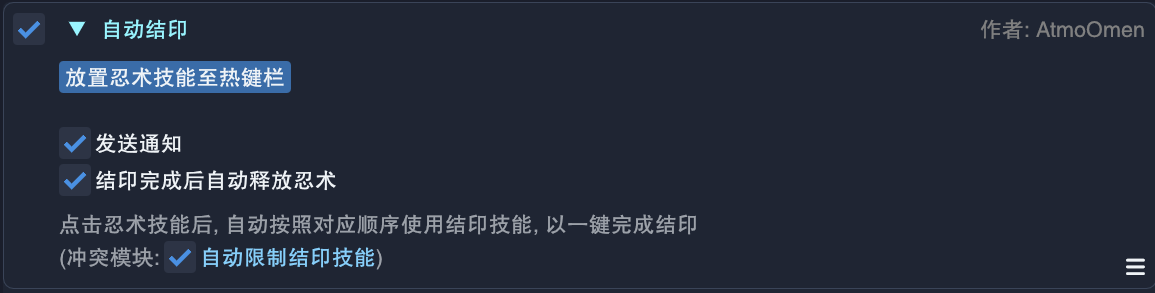 自动结印
作者: AtmoOmen
放置忍术技能至热键栏
发送通知
结印完成后自动释放忍术
点击忍术技能后, 自动按照对应顺序使用结印技能, 以一键完成结印
(冲突模块: 自动限制结印技能)